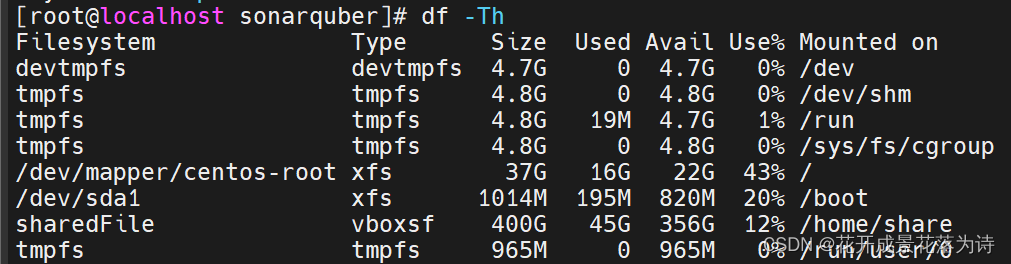 [root@localhost sonarquber]# df -Th
Filesystem Type Size Used Avail Use% Mounted on
devtmpfs devtmpfs 4.7G 0 4.7G 0% /dev
tmpfs tmpfs 4.8G 0 4.8G 0% /dev/shm
tmpfs tmpfs 4.8G 19M 4.7G 1% /run
tmpfs tmpfs 4.8G 0 4.8G 0% /sys/fs/cgroup
/dev/mapper/centos-root xfs 37G 16G 22G 43% /
/dev/sda1 xfs 1014M 195M 820M 20% /boot
sharedFile vboxsf 400G 45G 356G 12% /home/share
tmpfs tmpfs 965M 0 965M 0% /run/user/0
CSDN @花开成景花落为诗